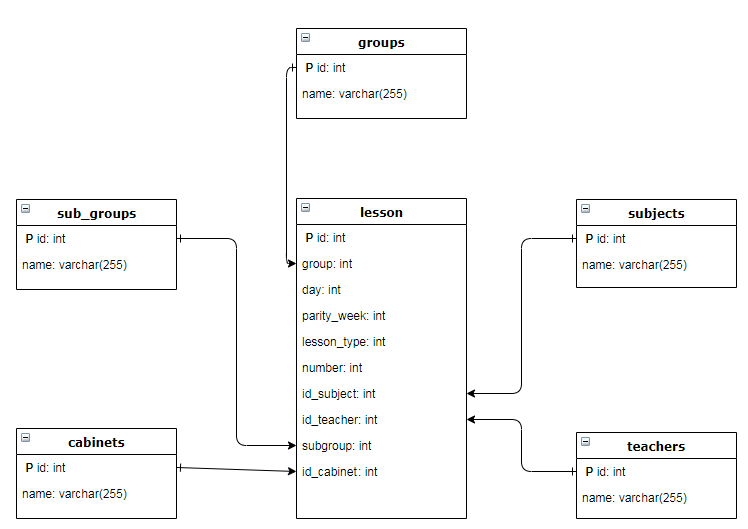 groups
P id: int
name: varchar(255)
sub_groups
P id: int
name: varchar(255)
lesson
P id: int
group: int
day: int
parity_week: int
lesson_type: int
number: int
id_subject: int
id_teacher: int
subgroup: int
id_cabinet: int
subjects
P id: int
name: varchar(255)
cabinets
P id: int
name: varchar(255)
teachers
P id: int
name: varchar(255)